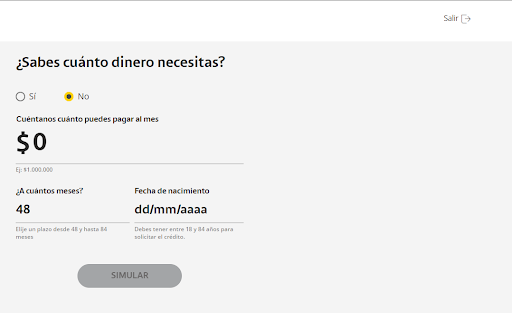 Salir
¿Sabes cuánto dinero necesitas?
Sí
No
Cuéntanos cuánto puedes pagar al mes
$0
Ej: $1.000.000
¿A cuántos meses?
48
Elije un plazo desde 48 y hasta 84
meses
Fecha de nacimiento
dd/mm/aaaa
Debes tener entre 18 y 84 años para
solicitar el crédito.
SIMULAR